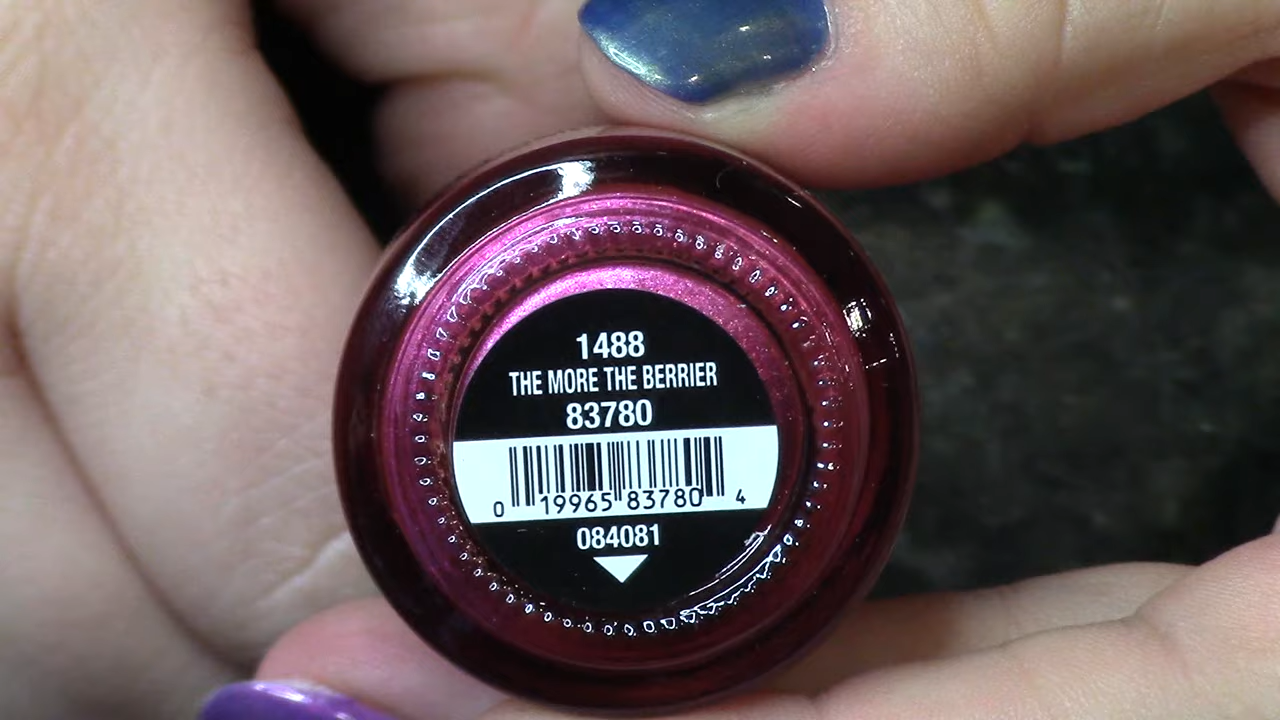 1488
THE MORE THE BERRIER
83780
0 19965 83780 4
084081